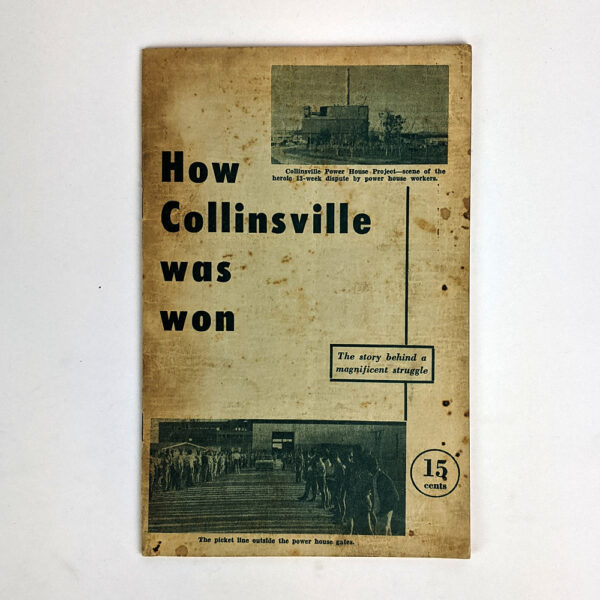 Collinsville Power House Project—scene of the
heroic 13-week dispute by power house workers.
How
Collinsville
was
won
The story behind a
magnificent struggle
15
cents
The picket line outside the power house gates.